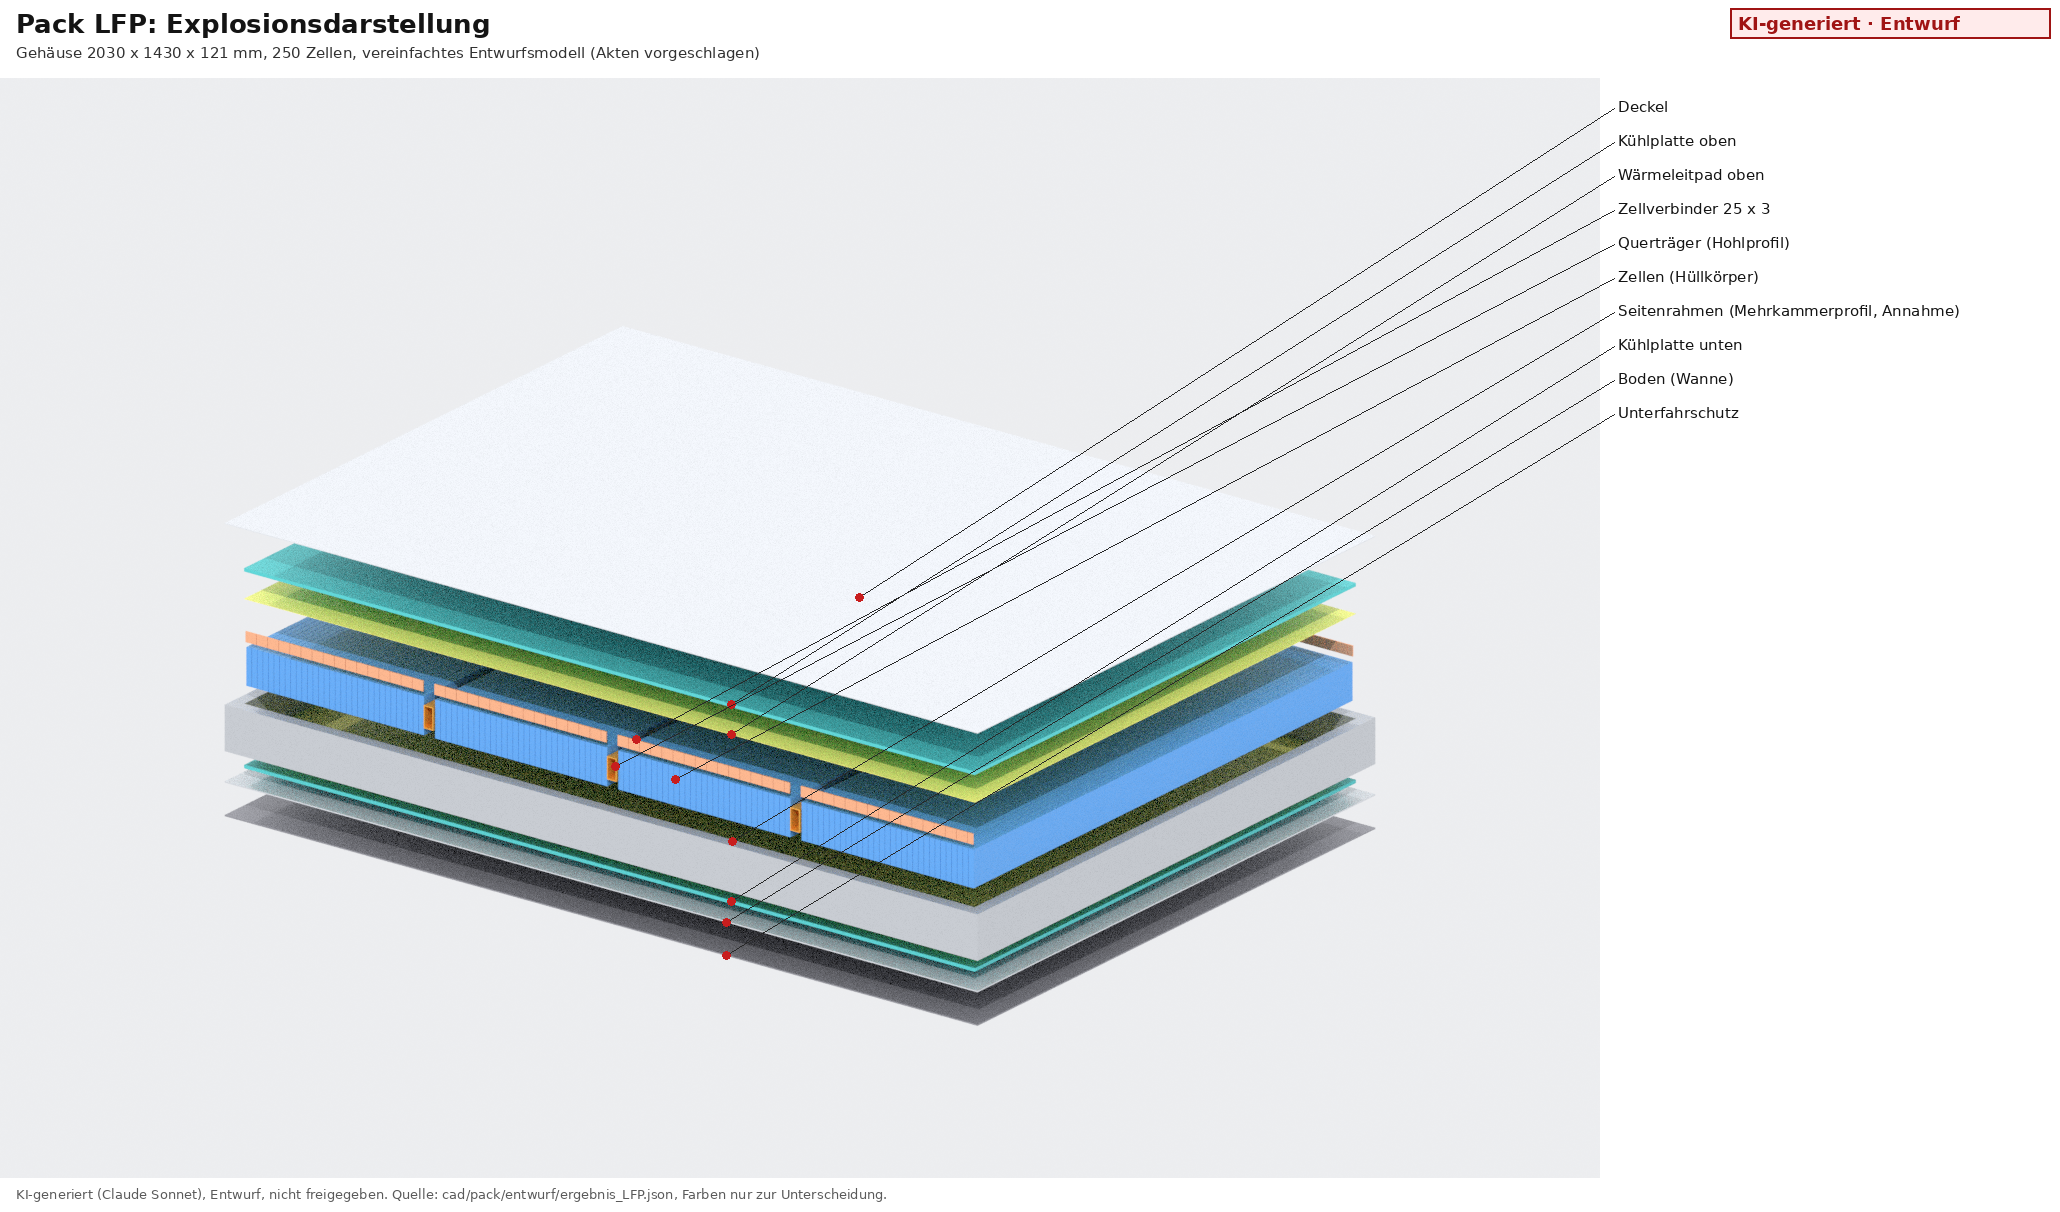 Pack LFP: Explosionsdarstellung
KI-generiert · Entwurf
Gehäuse 2030 x 1430 x 121 mm, 250 Zellen, vereinfachtes Entwurfsmodell (Akten vorgeschlagen)
Deckel
Kühlplatte oben
Wärmeleitpad oben
Zellverbinder 25 x 3
Querträger (Hohlprofil)
Zellen (Hüllkörper)
Seitenrahmen (Mehrkammerprofil, Annahme)
Kühlplatte unten
Boden (Wanne)
Unterfahrschutz
KI-generiert (Claude Sonnet), Entwurf, nicht freigegeben. Quelle: cad/pack/entwurf/ergebnis_LFP.json, Farben nur zur Unterscheidung.